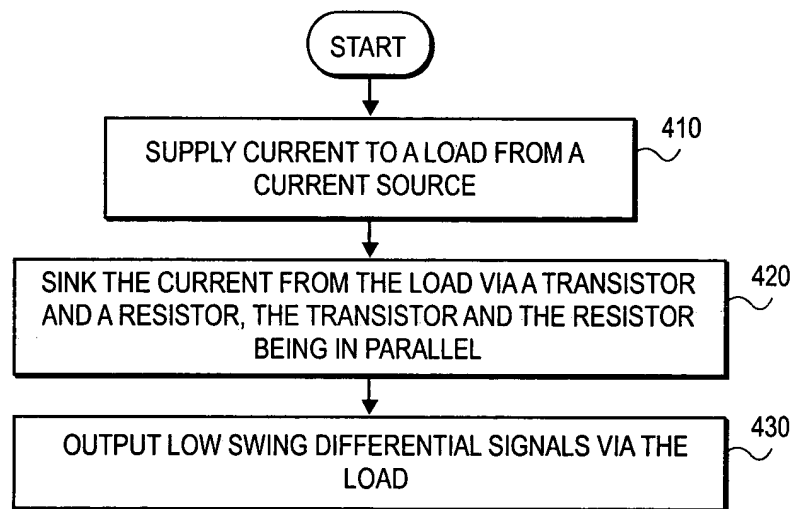 START
410
SUPPLY CURRENT TO A LOAD FROM A
CURRENT SOURCE
420
SINK THE CURRENT FROM THE LOAD VIA A TRANSISTOR
AND A RESISTOR, THE TRANSISTOR AND THE RESISTOR
BEING IN PARALLEL
430
OUTPUT LOW SWING DIFFERENTIAL SIGNALS VIA THE
LOAD